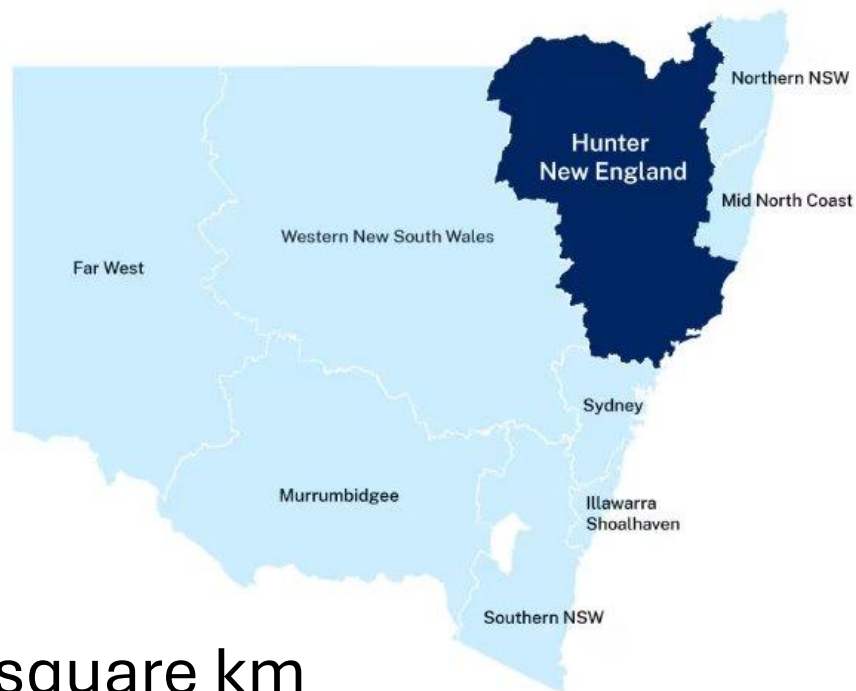 Northern NSW
Hunter
New England
Mid North Coast
Western New South Wales
Far West
Sydney
Murrumbidgee
Illawarra
Shoalhaven
Southern NSW
square km